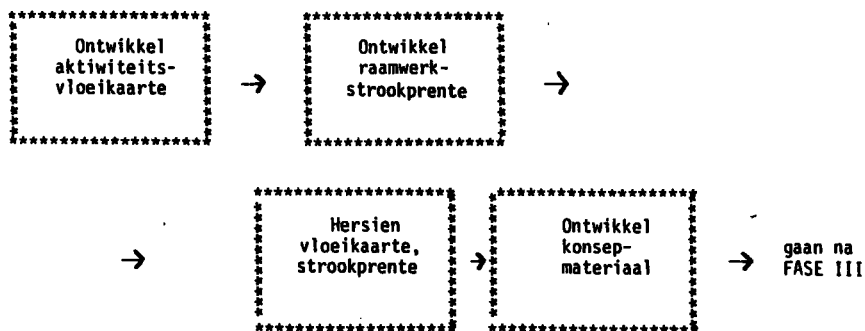 Ontwikkel
aktiwiteits-
vloeikaarte
Ontwikkel
raamwerk-
strookprente
Hersien
vloeikaarte,
strookprente
Ontwikkel
konsep-
materiaal
gaan na
FASE III